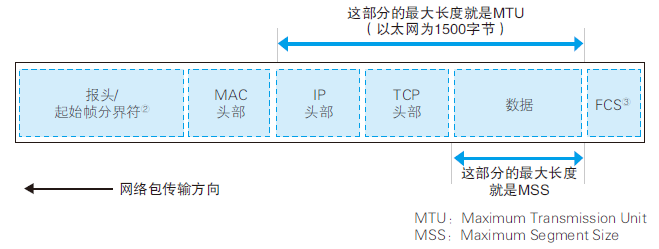 这部分的最大长度就是MTU
（以太网为1500字节）
报头/
起始帧分界符②
MAC
头部
IP
头部
TCP
头部
数据
FCS③
这部分的最大长度
就是MSS
网络包传输方向
MTU：Maximum Transmission Unit
MSS：Maximum Segment Size